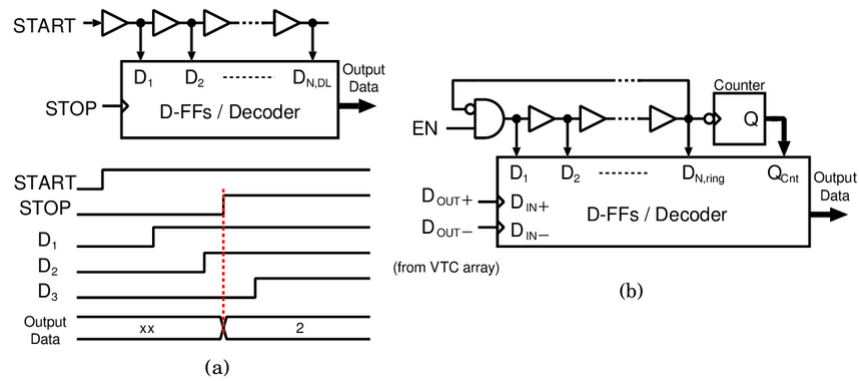 START
D1 D2 DN,DL
Output
Data
STOP
D-FFs / Decoder
START
STOP
D1
D2
D3
Output
Data
xx 2
(a)
Counter
Q
EN
D1 D2 DN,ring QCnt
Output
Data
DOUT+ DIN+
D-FFs / Decoder
DOUT− DIN−
(from VTC array)
(b)